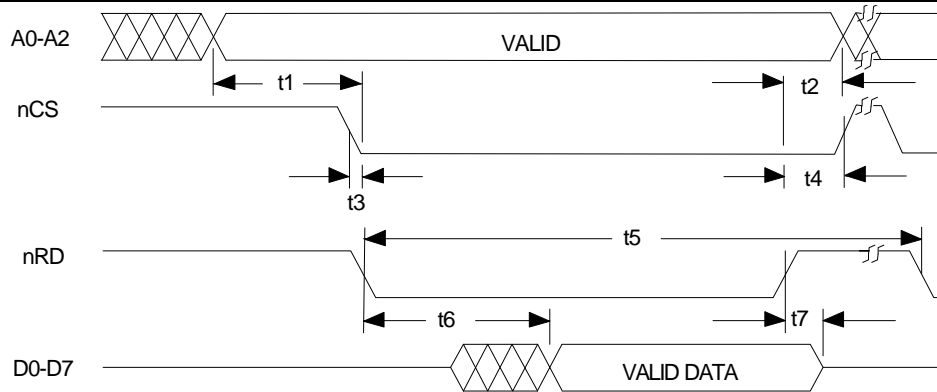 A0-A2
VALID
t1
t2
nCS
t3
t4
t5
nRD
t6
t7
D0-D7
VALID DATA